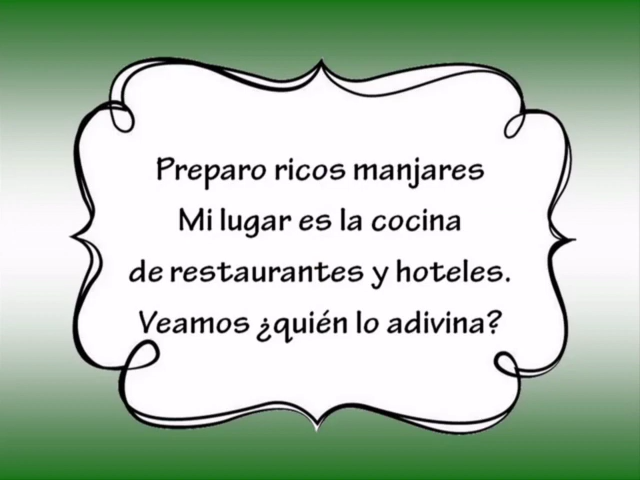 Preparo ricos manjares
Mi lugar es la cocina
de restaurantes y hoteles.
Veamos ¿quién lo adivina?